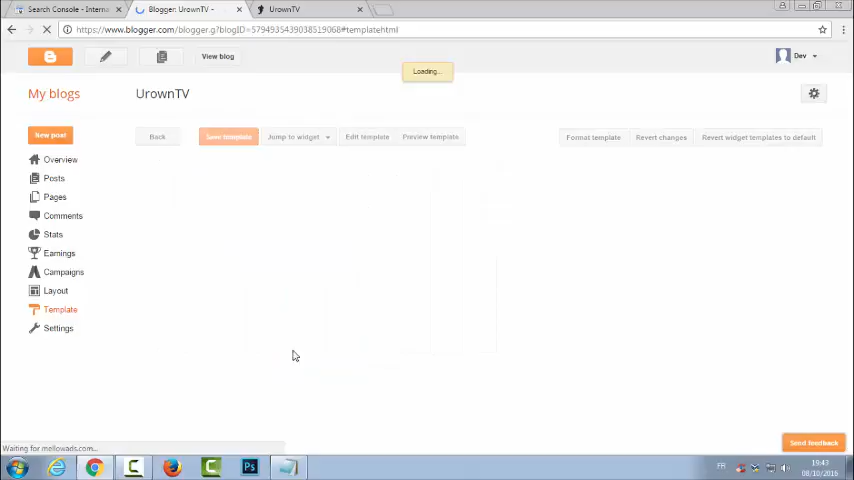 Search Console - Interna
Blogger: UrownTV -
UrownTV
https://www.blogger.com/blogger.g?blogID=5794935439038519068#templatehtml
View blog
Loading...
Dev
My blogs
UrownTV
New post
Back
Save template
Jump to widget
Edit template
Preview template
Format template
Revert changes
Revert widget templates to default
Overview
Posts
Pages
Comments
Stats
Earnings
Campaigns
Layout
Template
Settings
Send feedback
Waiting for mellowads.com...
Ps
FR
19:43
08/10/2016